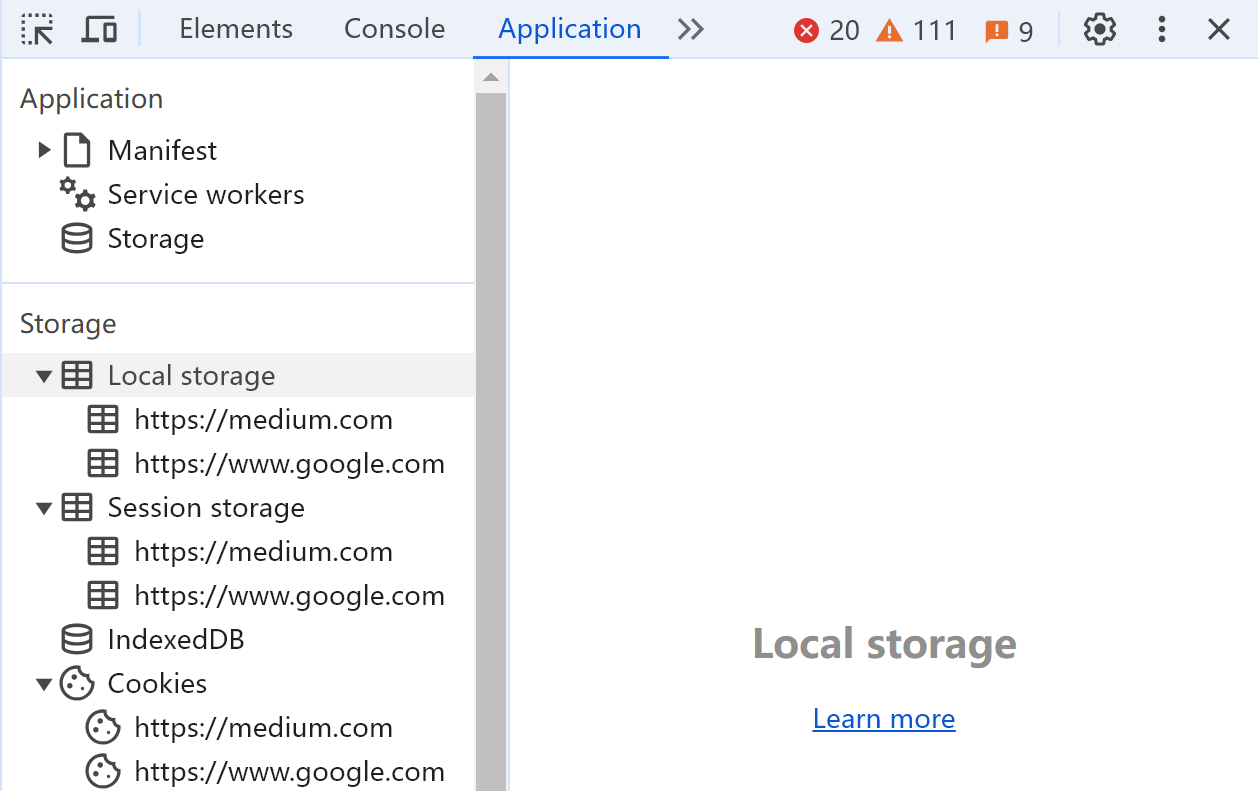 Elements Console Application 20 111 9
Application
Manifest
Service workers
Storage
Storage
Local storage
https://medium.com
https://www.google.com
Session storage
https://medium.com
https://www.google.com
IndexedDB
Cookies
https://medium.com
https://www.google.com
Local storage
Learn more